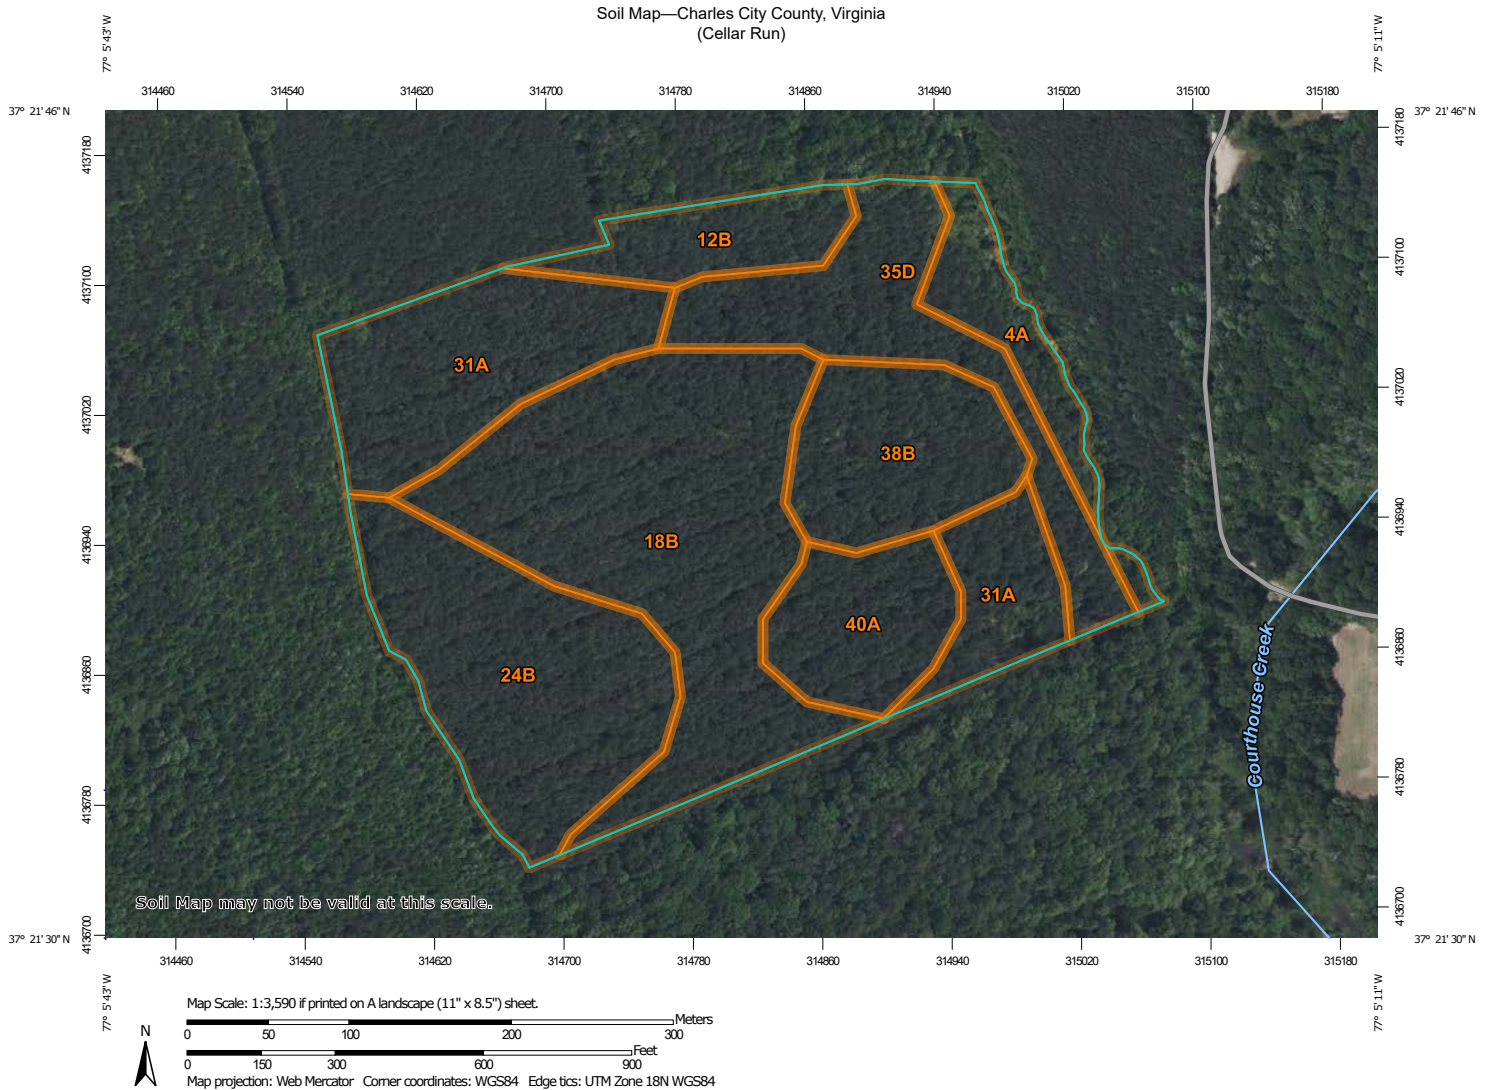 Soil Map—Charles City County, Virginia
(Cellar Run)
77° 5' 43'' W
77° 5' 11'' W
314460 314540 314620 314700 314780 314860 314940 315020 315100 315180
37° 21' 46'' N
37° 21' 46'' N
4137180
4137180
12B
4137100
35D
4137100
4A
31A
4137020
4137020
38B
18B
4136940
4136940
31A
40A
24B
4136860
4136860
Courthouse Creek
4136780
4136780
Soil Map may not be valid at this scale.
4136700
4136700
37° 21' 30'' N
37° 21' 30'' N
314460 314540 314620 314700 314780 314860 314940 315020 315100 315180
77° 5' 43'' W
77° 5' 11'' W
Map Scale: 1:3,590 if printed on A landscape (11" x 8.5") sheet.
N
Meters
0 50 100 200 300
Feet
0 150 300 600 900
Map projection: Web Mercator Corner coordinates: WGS84 Edge tics: UTM Zone 18N WGS84